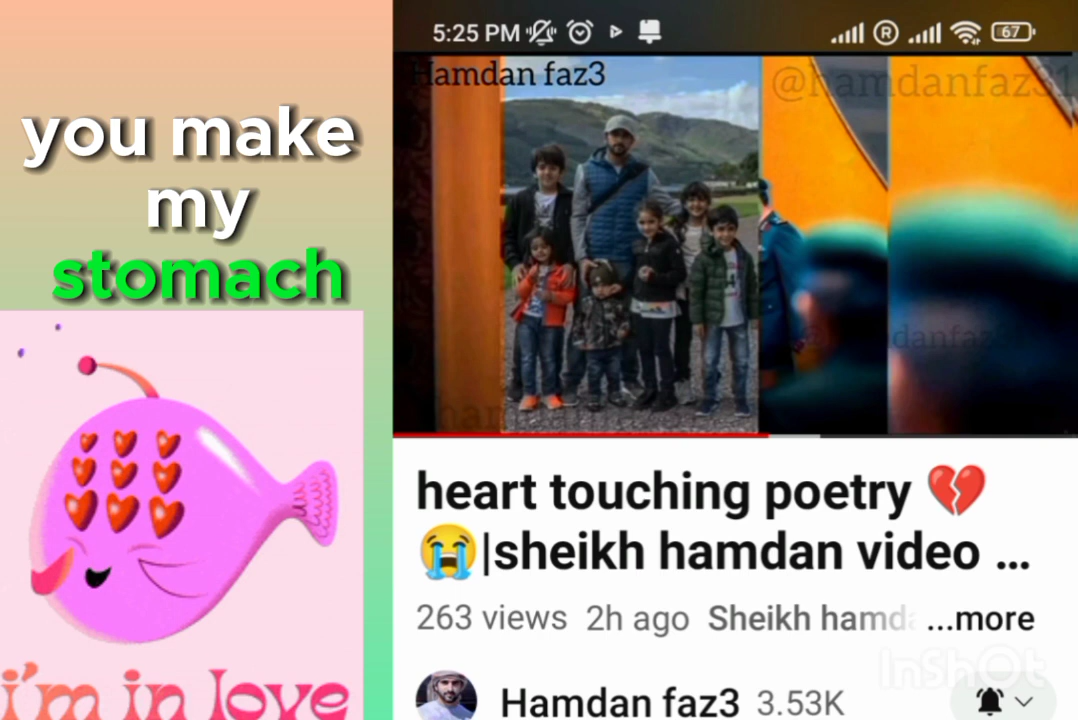 you make
my
stomach
i'm in love
5:25 PM
R
67
Hamdan faz3
@hamdanfaz31
heart touching poetry 💔
😭|sheikh hamdan video ...
263 views 2h ago Sheikh hamda ...more
Hamdan faz3 3.53K
InShOt